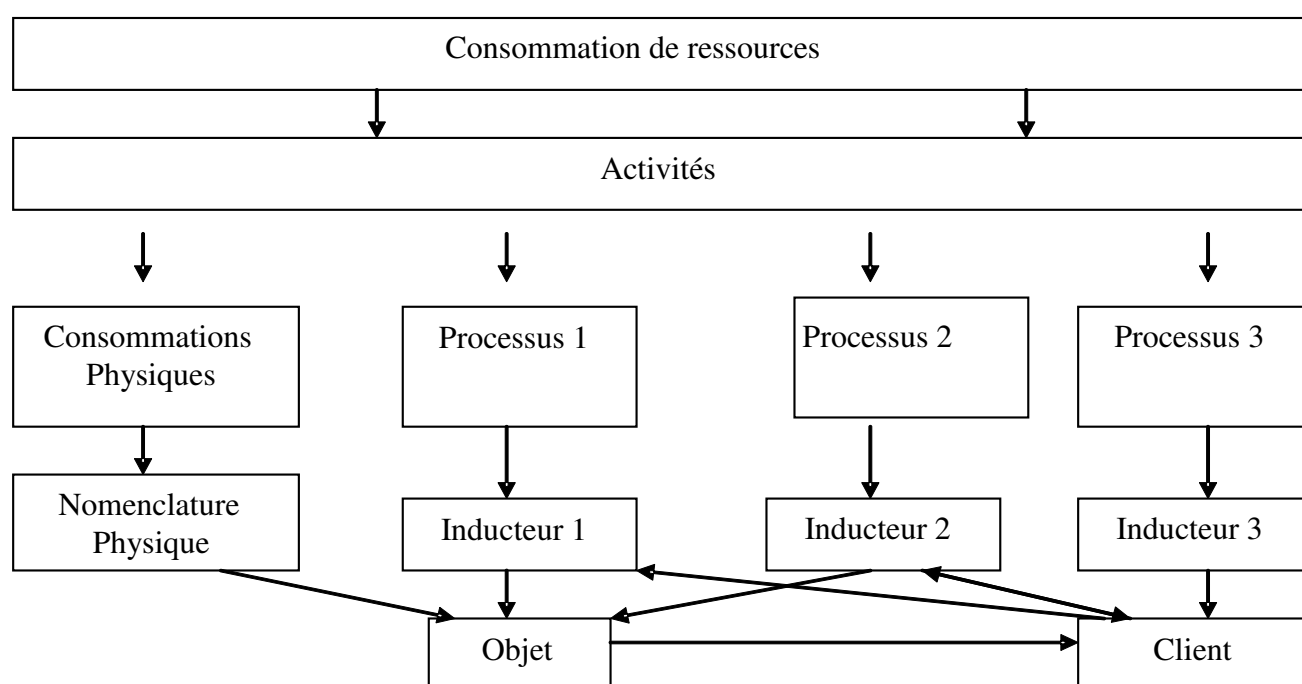 Consommation de ressources
Activités
Consommations
Physiques
Processus 1
Processus 2
Processus 3
Nomenclature
Physique
Inducteur 1
Inducteur 2
Inducteur 3
Objet
Client